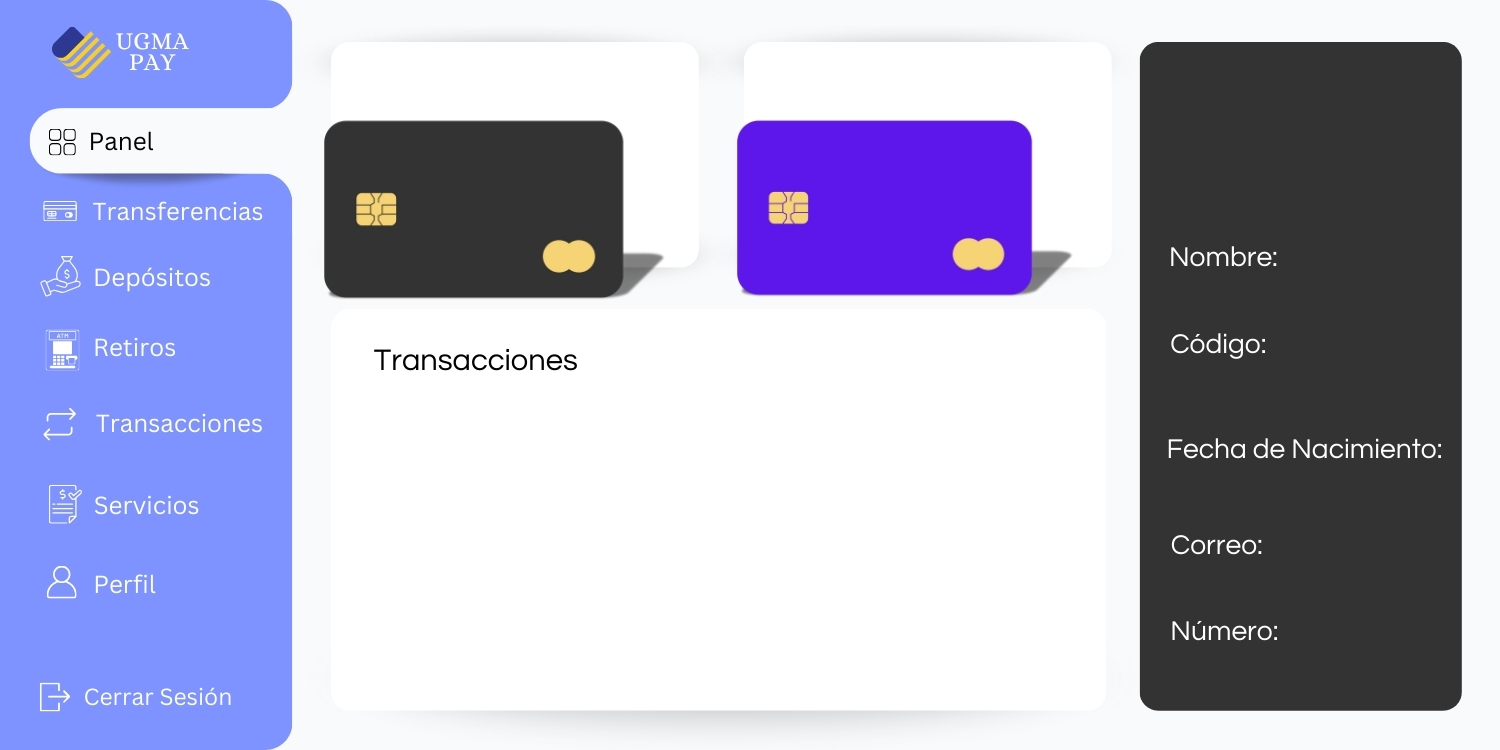 UGMA
PAY
Panel
Transferencias
Depósitos
ATM
Retiros
Transacciones
Servicios
Perfil
Cerrar Sesión
Transacciones
Nombre:
Código:
Fecha de Nacimiento:
Correo:
Número: